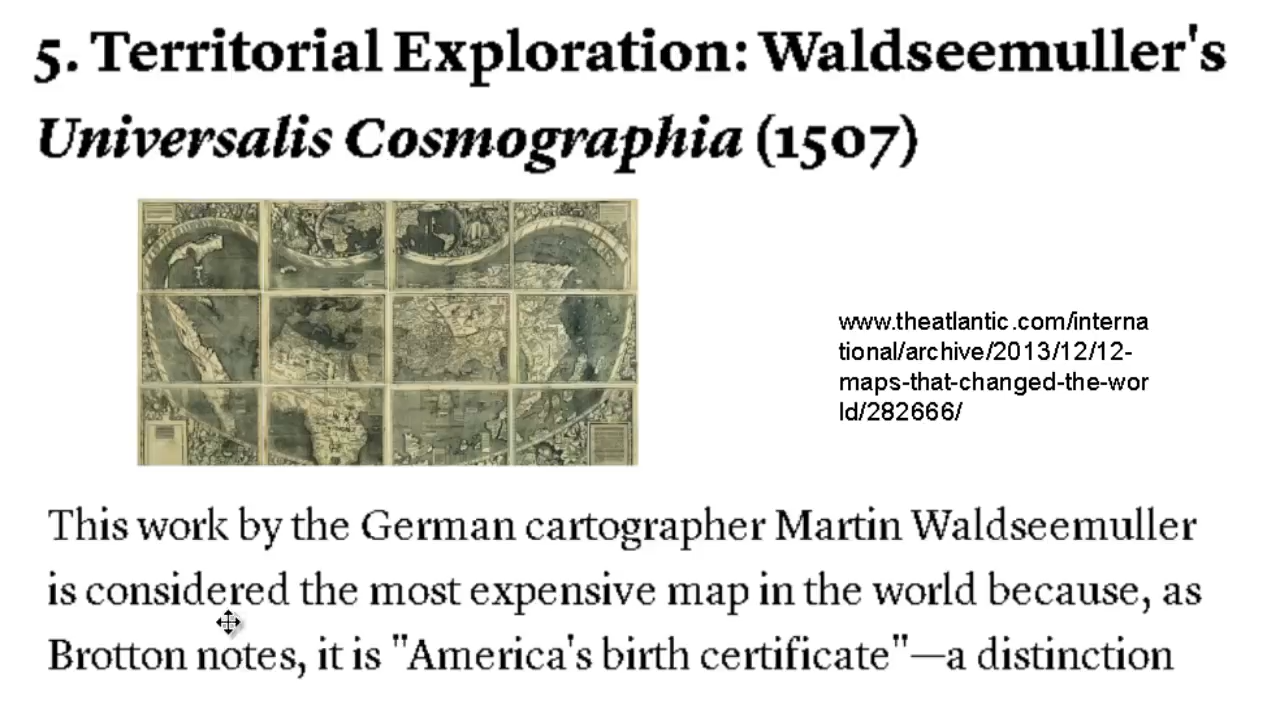 5. Territorial Exploration: Waldseemuller's
Universalis Cosmographia (1507)
www.theatlantic.com/interna
tional/archive/2013/12/12-
maps-that-changed-the-wor
ld/282666/
This work by the German cartographer Martin Waldseemuller
is considered the most expensive map in the world because, as
Brotton notes, it is "America's birth certificate"—a distinction